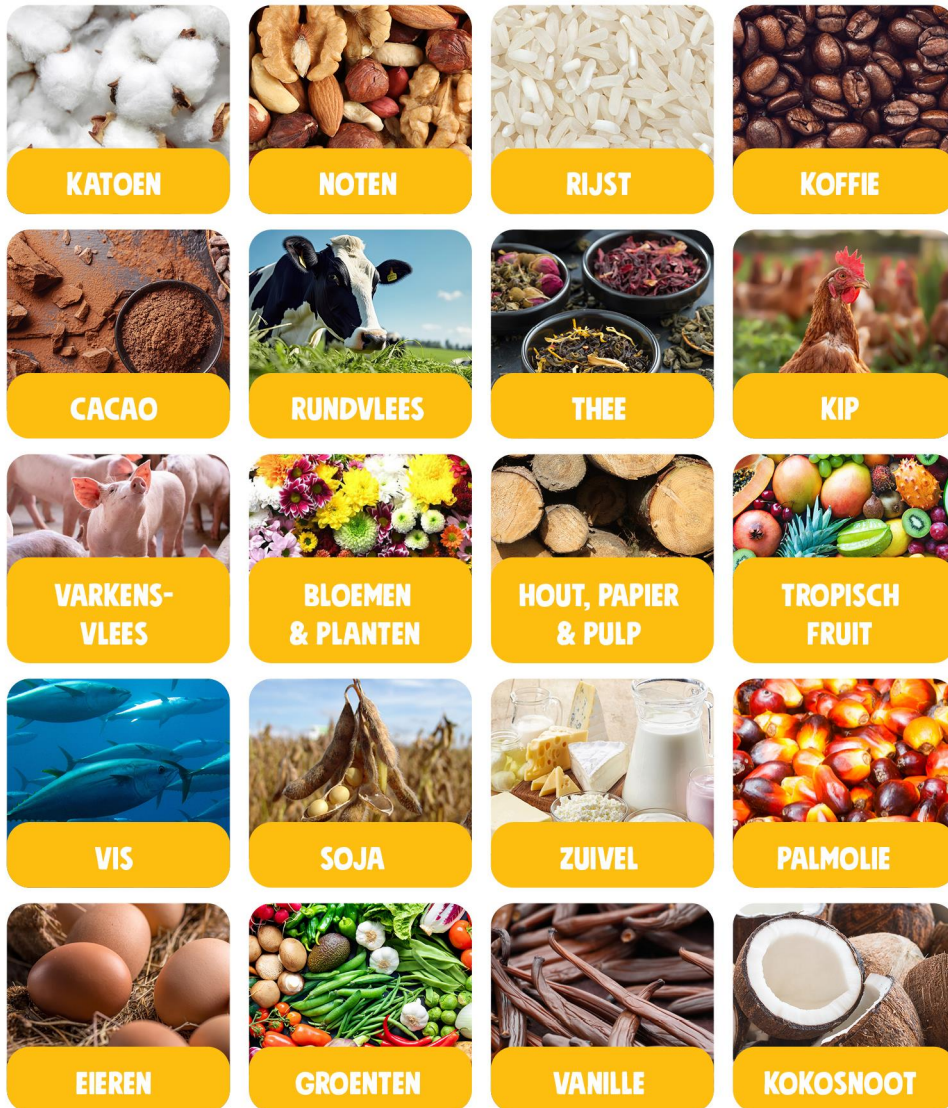 KATOEN
NOTEN
RIJST
KOFFIE
CACAO
RUNDVLEES
THEE
KIP
VARKENS-
VLEES
BLOEMEN
& PLANTEN
HOUT, PAPIER
& PULP
TROPISCH
FRUIT
VIS
SOJA
ZUIVEL
PALMOLIE
EIEREN
GROENTEN
VANILLE
KOKOSNOOT